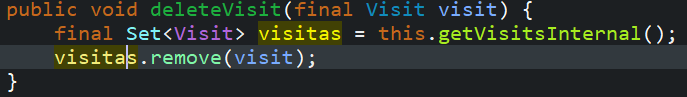 public void deleteVisit(final Visit visit) {
    final Set<Visit> visitas = this.getVisitsInternal();
    visitas.remove(visit);
}